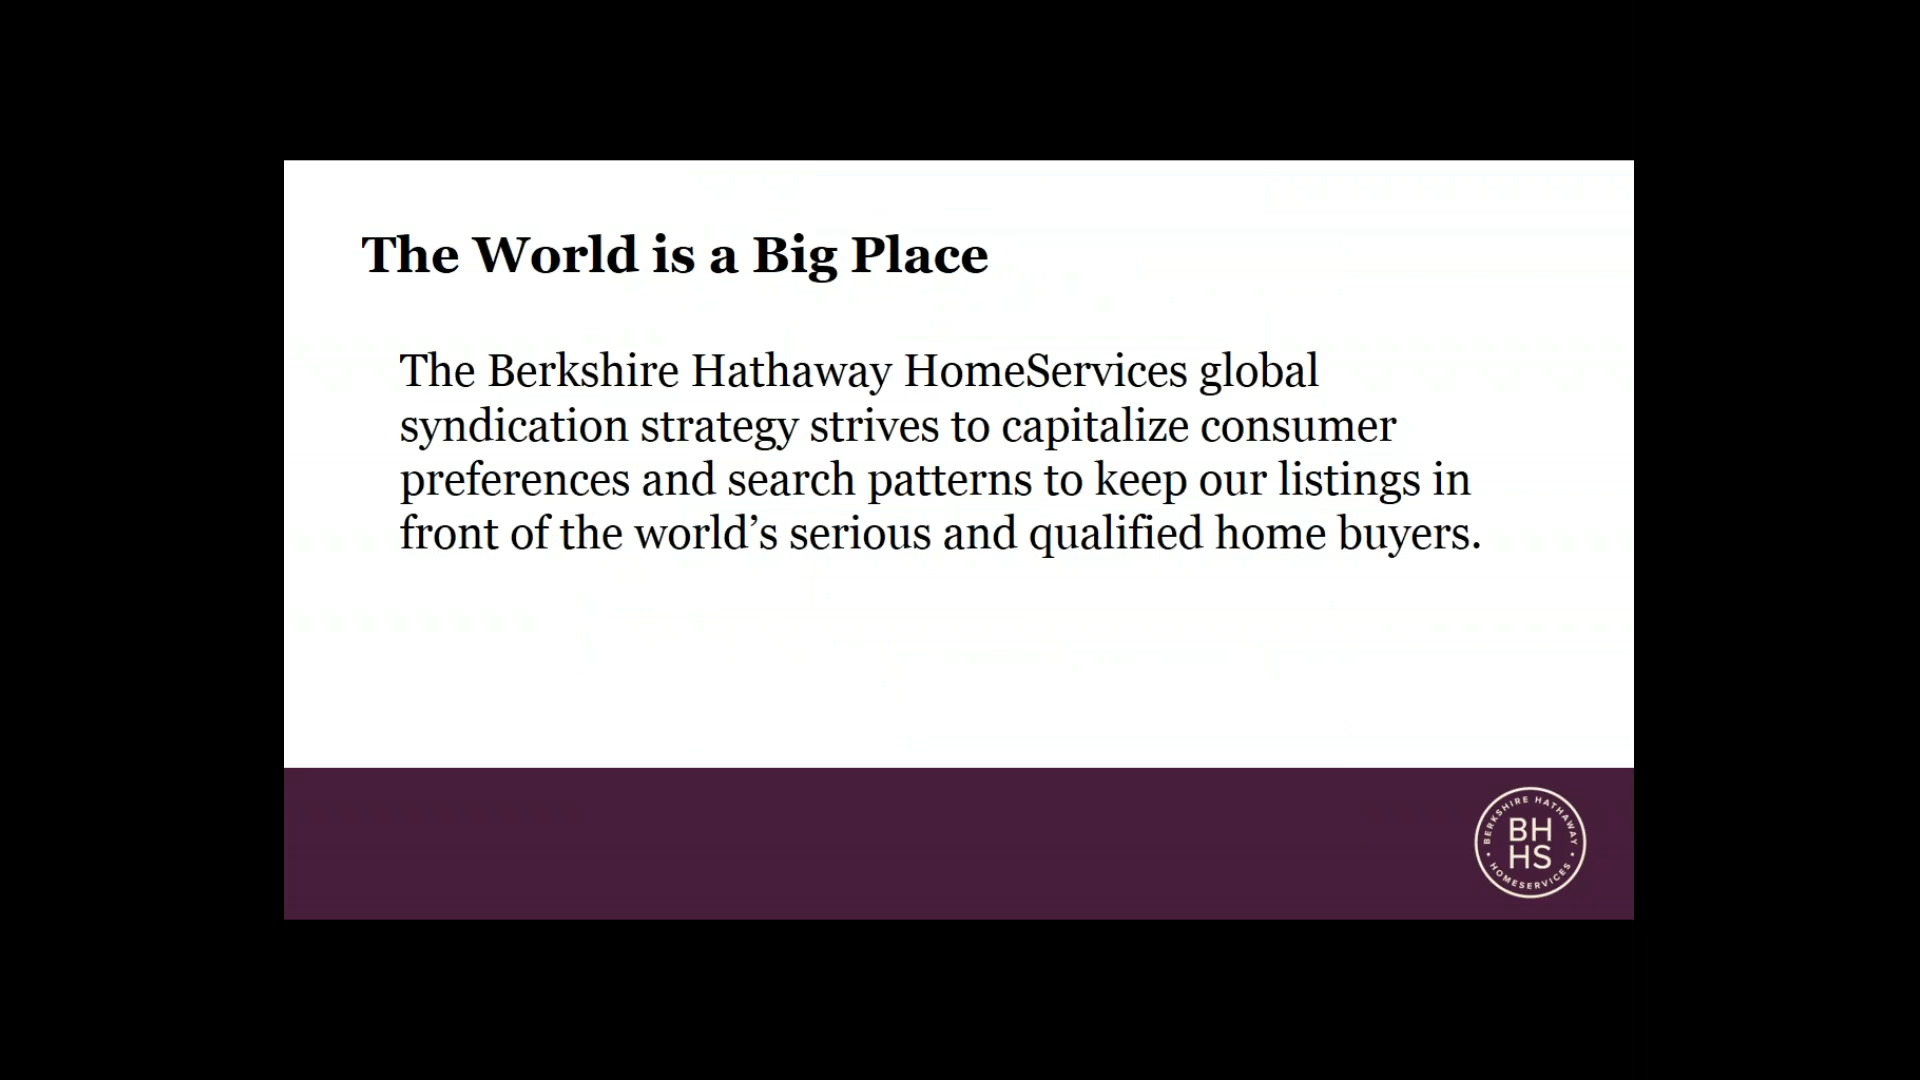 The World is a Big Place
The Berkshire Hathaway HomeServices global
syndication strategy strives to capitalize consumer
preferences and search patterns to keep our listings in
front of the world’s serious and qualified home buyers.
BERKSHIRE HATHAWAY
BH
HS
HOMESERVICES